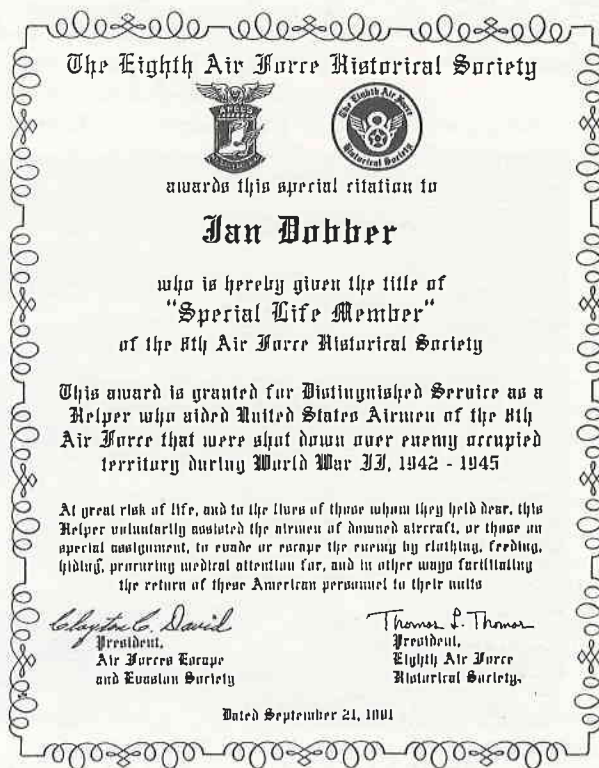 The Eighth Air Force Historical Society
AFEES
The Eighth Air Force
Historical Society
awards this special citation to
Jan Dobber
who is hereby given the title of
"Special Life Member"
of the 8th Air Force Historical Society
This award is granted for Distinguished Service as a
Helper who aided United States Airmen of the 8th
Air Force that were shot down over enemy occupied
territory during World War II, 1942 - 1945
At great risk of life, and to the lives of those whom they held dear, this
Helper voluntarily assisted the airmen of downed aircraft, or those on
special assignment, to evade or escape the enemy by clothing, feeding,
hiding, procuring medical attention for, and in other ways facilitating
the return of these American personnel to their units
Clayton C. David
President,
Air Forces Escape
and Evasion Society
Thomas L. Thomas
President,
Eighth Air Force
Historical Society,
Dated September 21, 1991